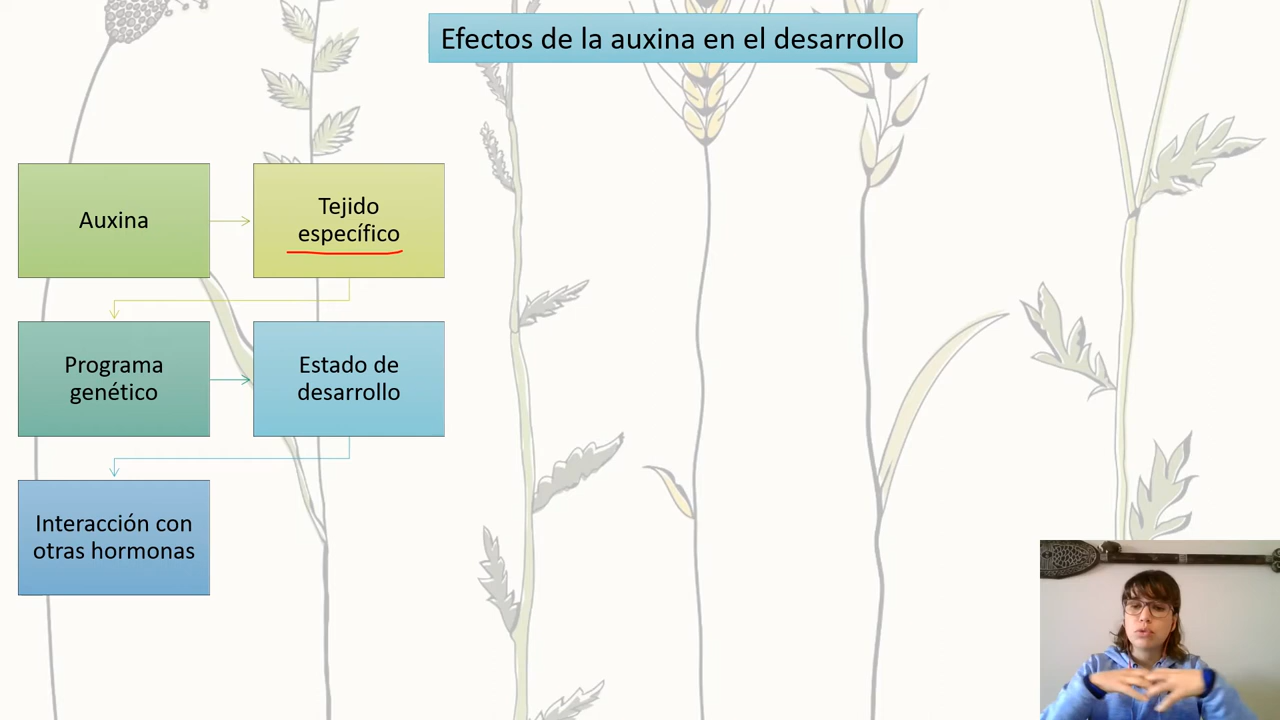 Efectos de la auxina en el desarrollo
Auxina
Tejido
específico
Programa
genético
Estado de
desarrollo
Interacción con
otras hormonas